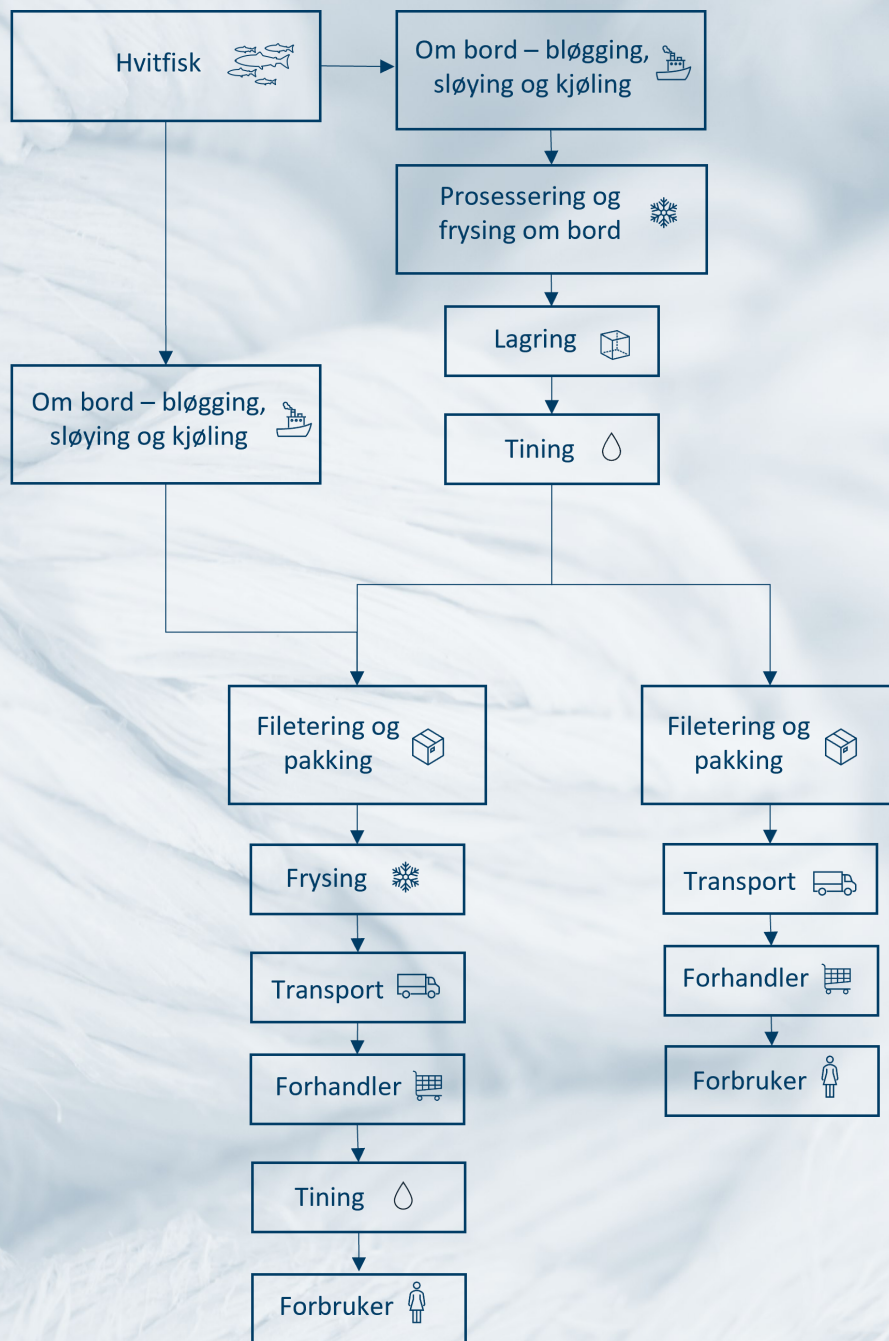 Hvitfisk
Om bord – bløgging,
sløying og kjøling
Prosessering og
frysing om bord
Lagring
Tining
Om bord – bløgging,
sløying og kjøling
Filetering og
pakking
Frysing
Transport
Forhandler
Tining
Forbruker
Filetering og
pakking
Transport
Forhandler
Forbruker